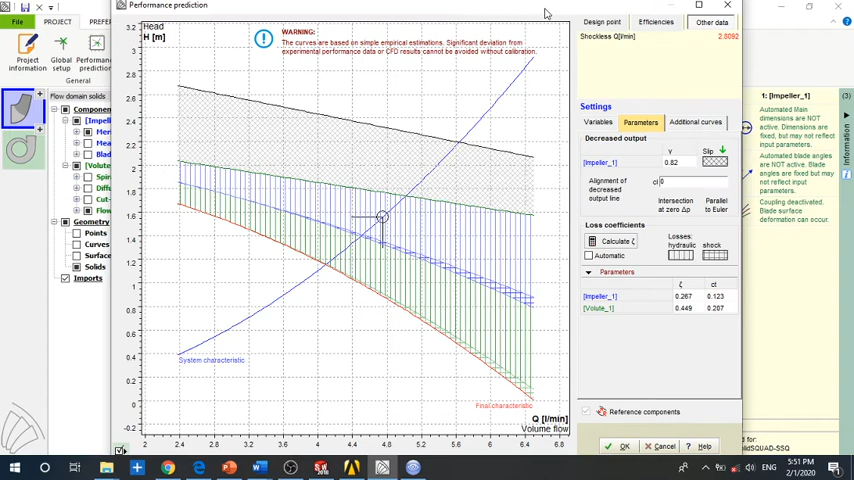 Performance prediction
File
PROJECT
Project information
Global setup
Performance prediction
General
Flow domain solids
Components
Geometry
Points
Curves
Solids
Imports
Head
H [m]
WARNING:
The curves are based on simple empirical estimations. Significant deviation from
experimental performance data or CFD results cannot be avoided without calibration.
3.2
3
2.8
2.6
2.4
2.2
2
1.8
1.6
1.4
1.2
1
0.8
0.6
0.4
0.2
0
-0.2
System characteristic
Final characteristic
Q [l/min]
Volume flow
2 2.4 2.8 3.2 3.6 4 4.4 4.8 5.2 5.6 6 6.4 6.8
Design point
Efficiencies
Other data
Shockless Q[l/min]
2.8092
Settings
Variables
Parameters
Additional curves
Decreased output
γ
Slip
[Impeller_1]
0.82
Alignment of
decreased
output line
cl 0
Intersection
at zero Δp
Parallel
to Euler
Loss coefficients
Calculate ζ
Automatic
Losses:
hydraulic
shock
Parameters
ζ
ct
[Impeller_1] 0.267 0.123
[Volute_1] 0.449 0.207
Reference components
OK
Cancel
? Help
1: [Impeller_1]
(3)
Automated Main
dimensions are NOT
active. Dimensions
are fixed, but may
not reflect input
parameters.
Automated blade angles
are NOT active. Blade
angles are fixed but
may not reflect input
parameters.
Coupling deactivated.
Blade surface
deformation can occur.
Information
ENG
5:51 PM
2/1/2020